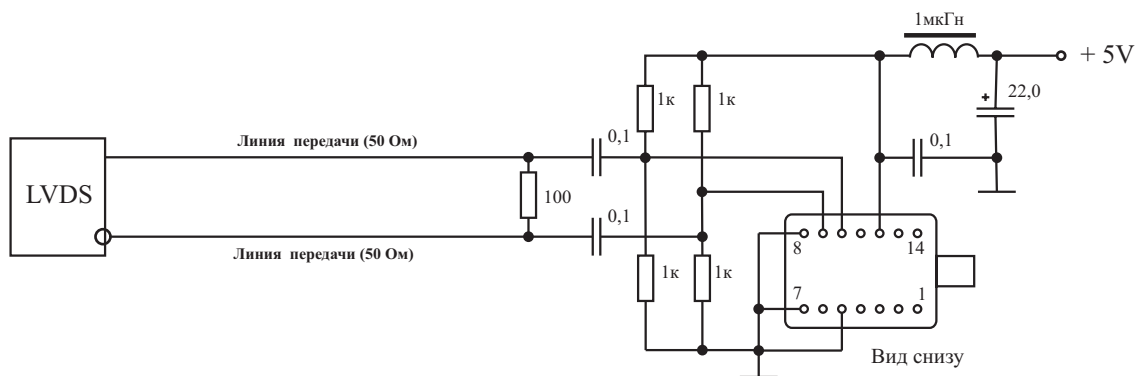 1мкГн
+ 5V
1к
1к
+
22,0
Линия передачи (50 Ом)
0,1
0,1
LVDS
100
0,1
Линия передачи (50 Ом)
8
14
1к
1к
7
1
Вид снизу